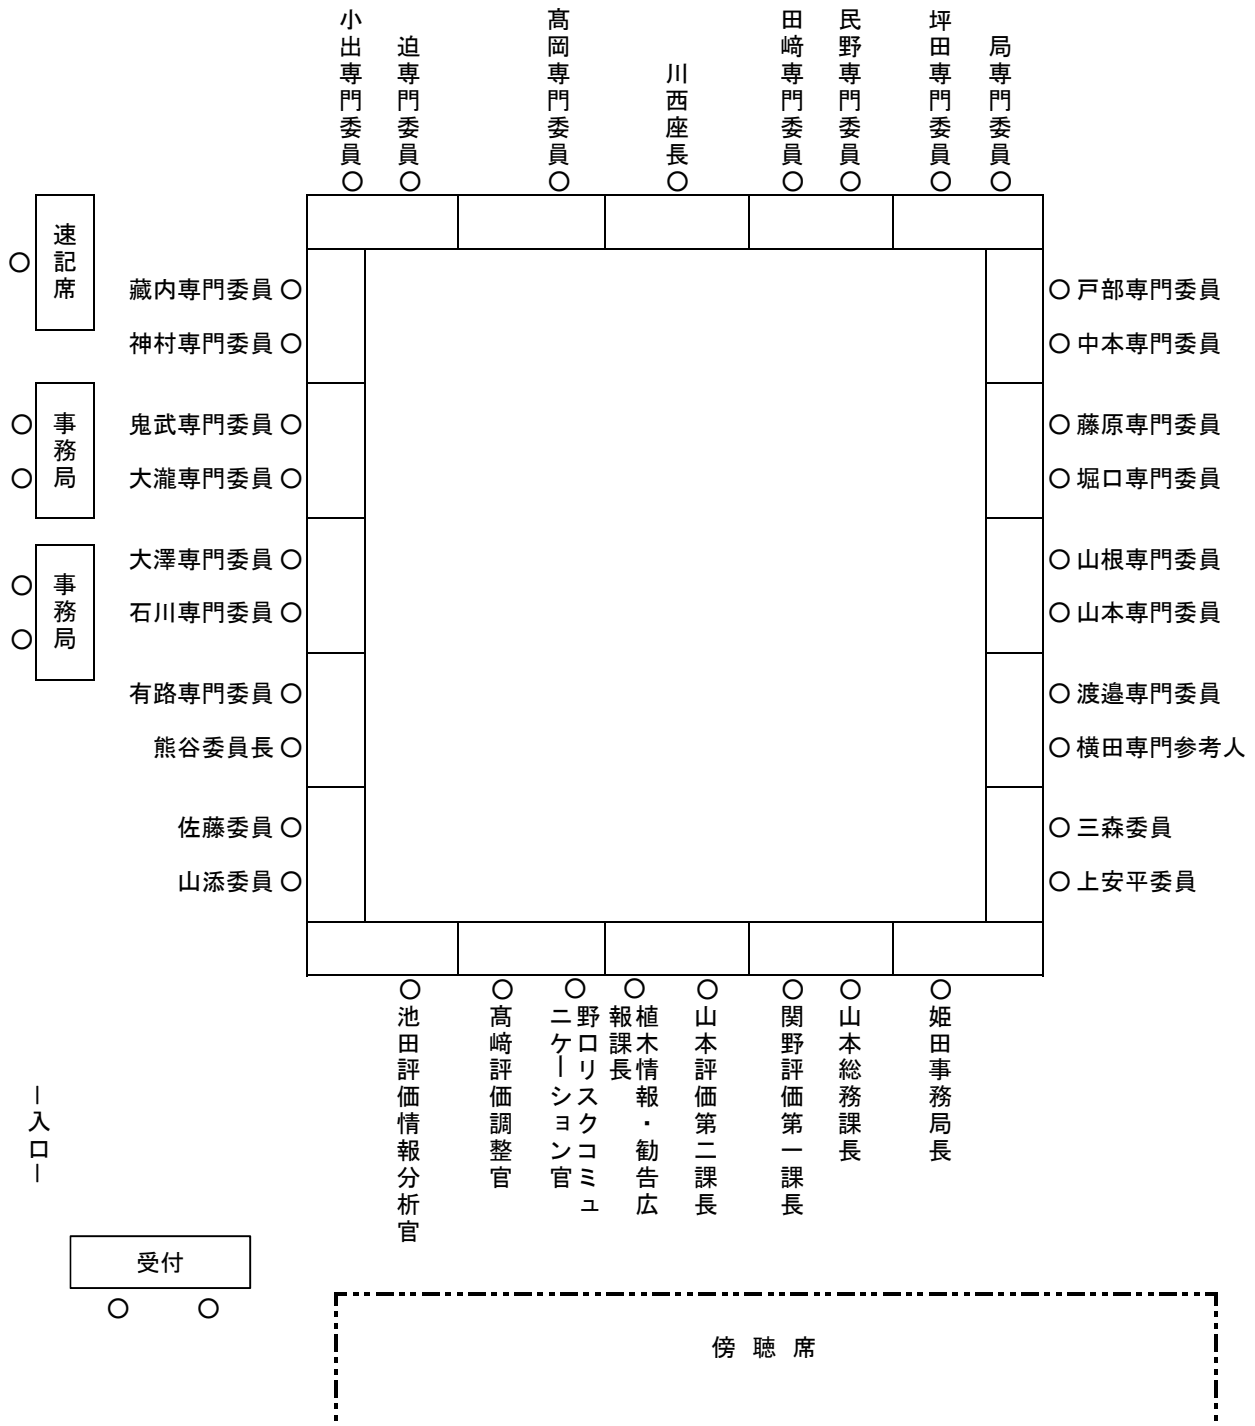 小出専門委員
迫専門委員
髙岡専門委員
川西座長
田﨑専門委員
民野専門委員
坪田専門委員
局専門委員
速記席
事務局
事務局
藏内専門委員
神村専門委員
鬼武専門委員
大瀧専門委員
大澤専門委員
石川専門委員
有路専門委員
熊谷委員長
佐藤委員
山添委員
戸部専門委員
中本専門委員
藤原専門委員
堀口専門委員
山根専門委員
山本専門委員
渡邉専門委員
横田専門参考人
三森委員
上安平委員
池田評価情報分析官
髙﨑評価調整官
野口リスクコミュ
ニケーション官
植木情報・勧告広
報課長
山本評価第二課長
関野評価第一課長
山本総務課長
姫田事務局長
ー入口ー
受付
傍聴席